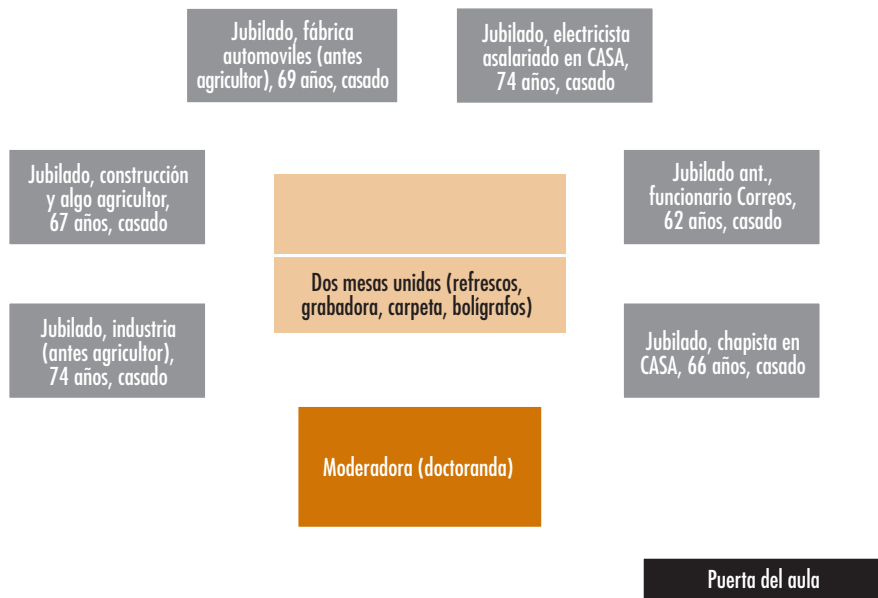 Jubilado, fábrica
automoviles (antes
agricultor), 69 años, casado
Jubilado, electricista
asalariado en CASA,
74 años, casado
Jubilado, construcción
y algo agricultor,
67 años, casado
Jubilado ant.,
funcionario Correos,
62 años, casado
Dos mesas unidas (refrescos,
grabadora, carpeta, bolígrafos)
Jubilado, industria
(antes agricultor),
74 años, casado
Jubilado, chapista en
CASA, 66 años, casado
Moderadora (doctoranda)
Puerta del aula